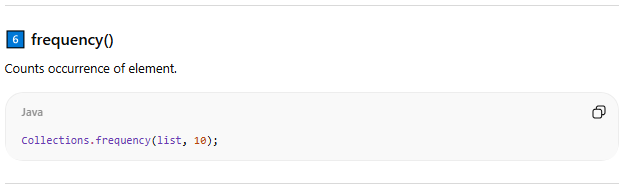 6 frequency()
Counts occurrence of element.
Java
Collections.frequency(list, 10);